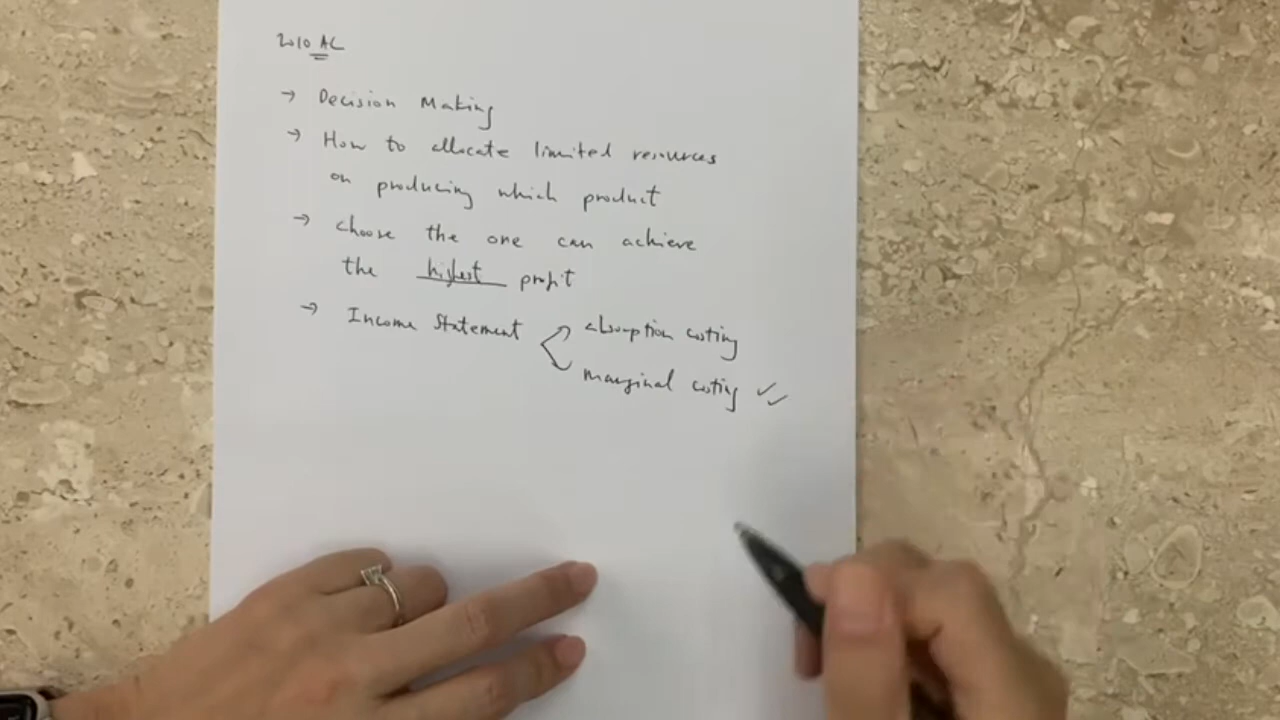 2010 AL
→ Decision Making
→ How to allocate limited resources
on producing which product
→ choose the one can achieve
the highest profit
→ Income Statement
absorption costing
marginal costing ✓✓